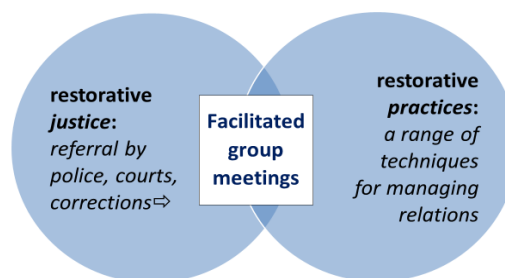 restorative
justice:
referral by
police, courts,
corrections⇨
Facilitated
group
meetings
restorative
practices:
a range of
techniques
for managing
relations